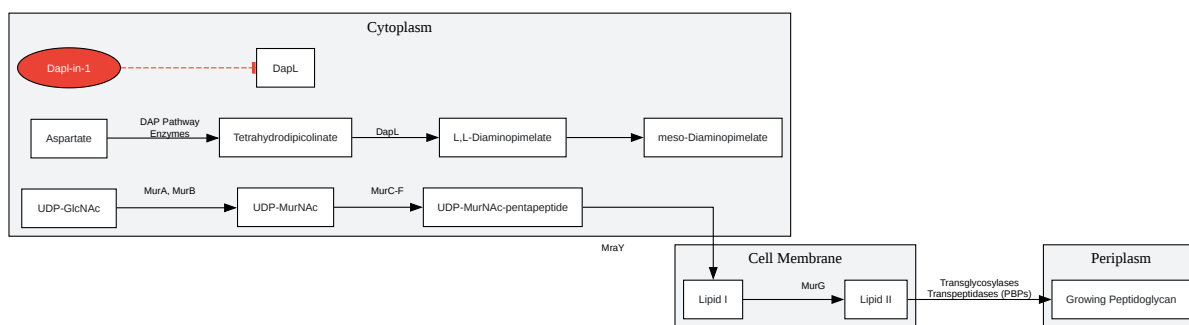 Cytoplasm
Dapl-in-1
DapL
DAP Pathway
Enzymes
Aspartate
Tetrahydrodipicolinate
DapL
L,L-Diaminopimelate
meso-Diaminopimelate
MurA, MurB
MurC-F
UDP-GlcNAc
UDP-MurNAc
UDP-MurNAc-pentapeptide
MraY
Cell Membrane
Periplasm
Lipid I
MurG
Lipid II
Transglycosylases
Transpeptidases (PBPs)
Growing Peptidoglycan